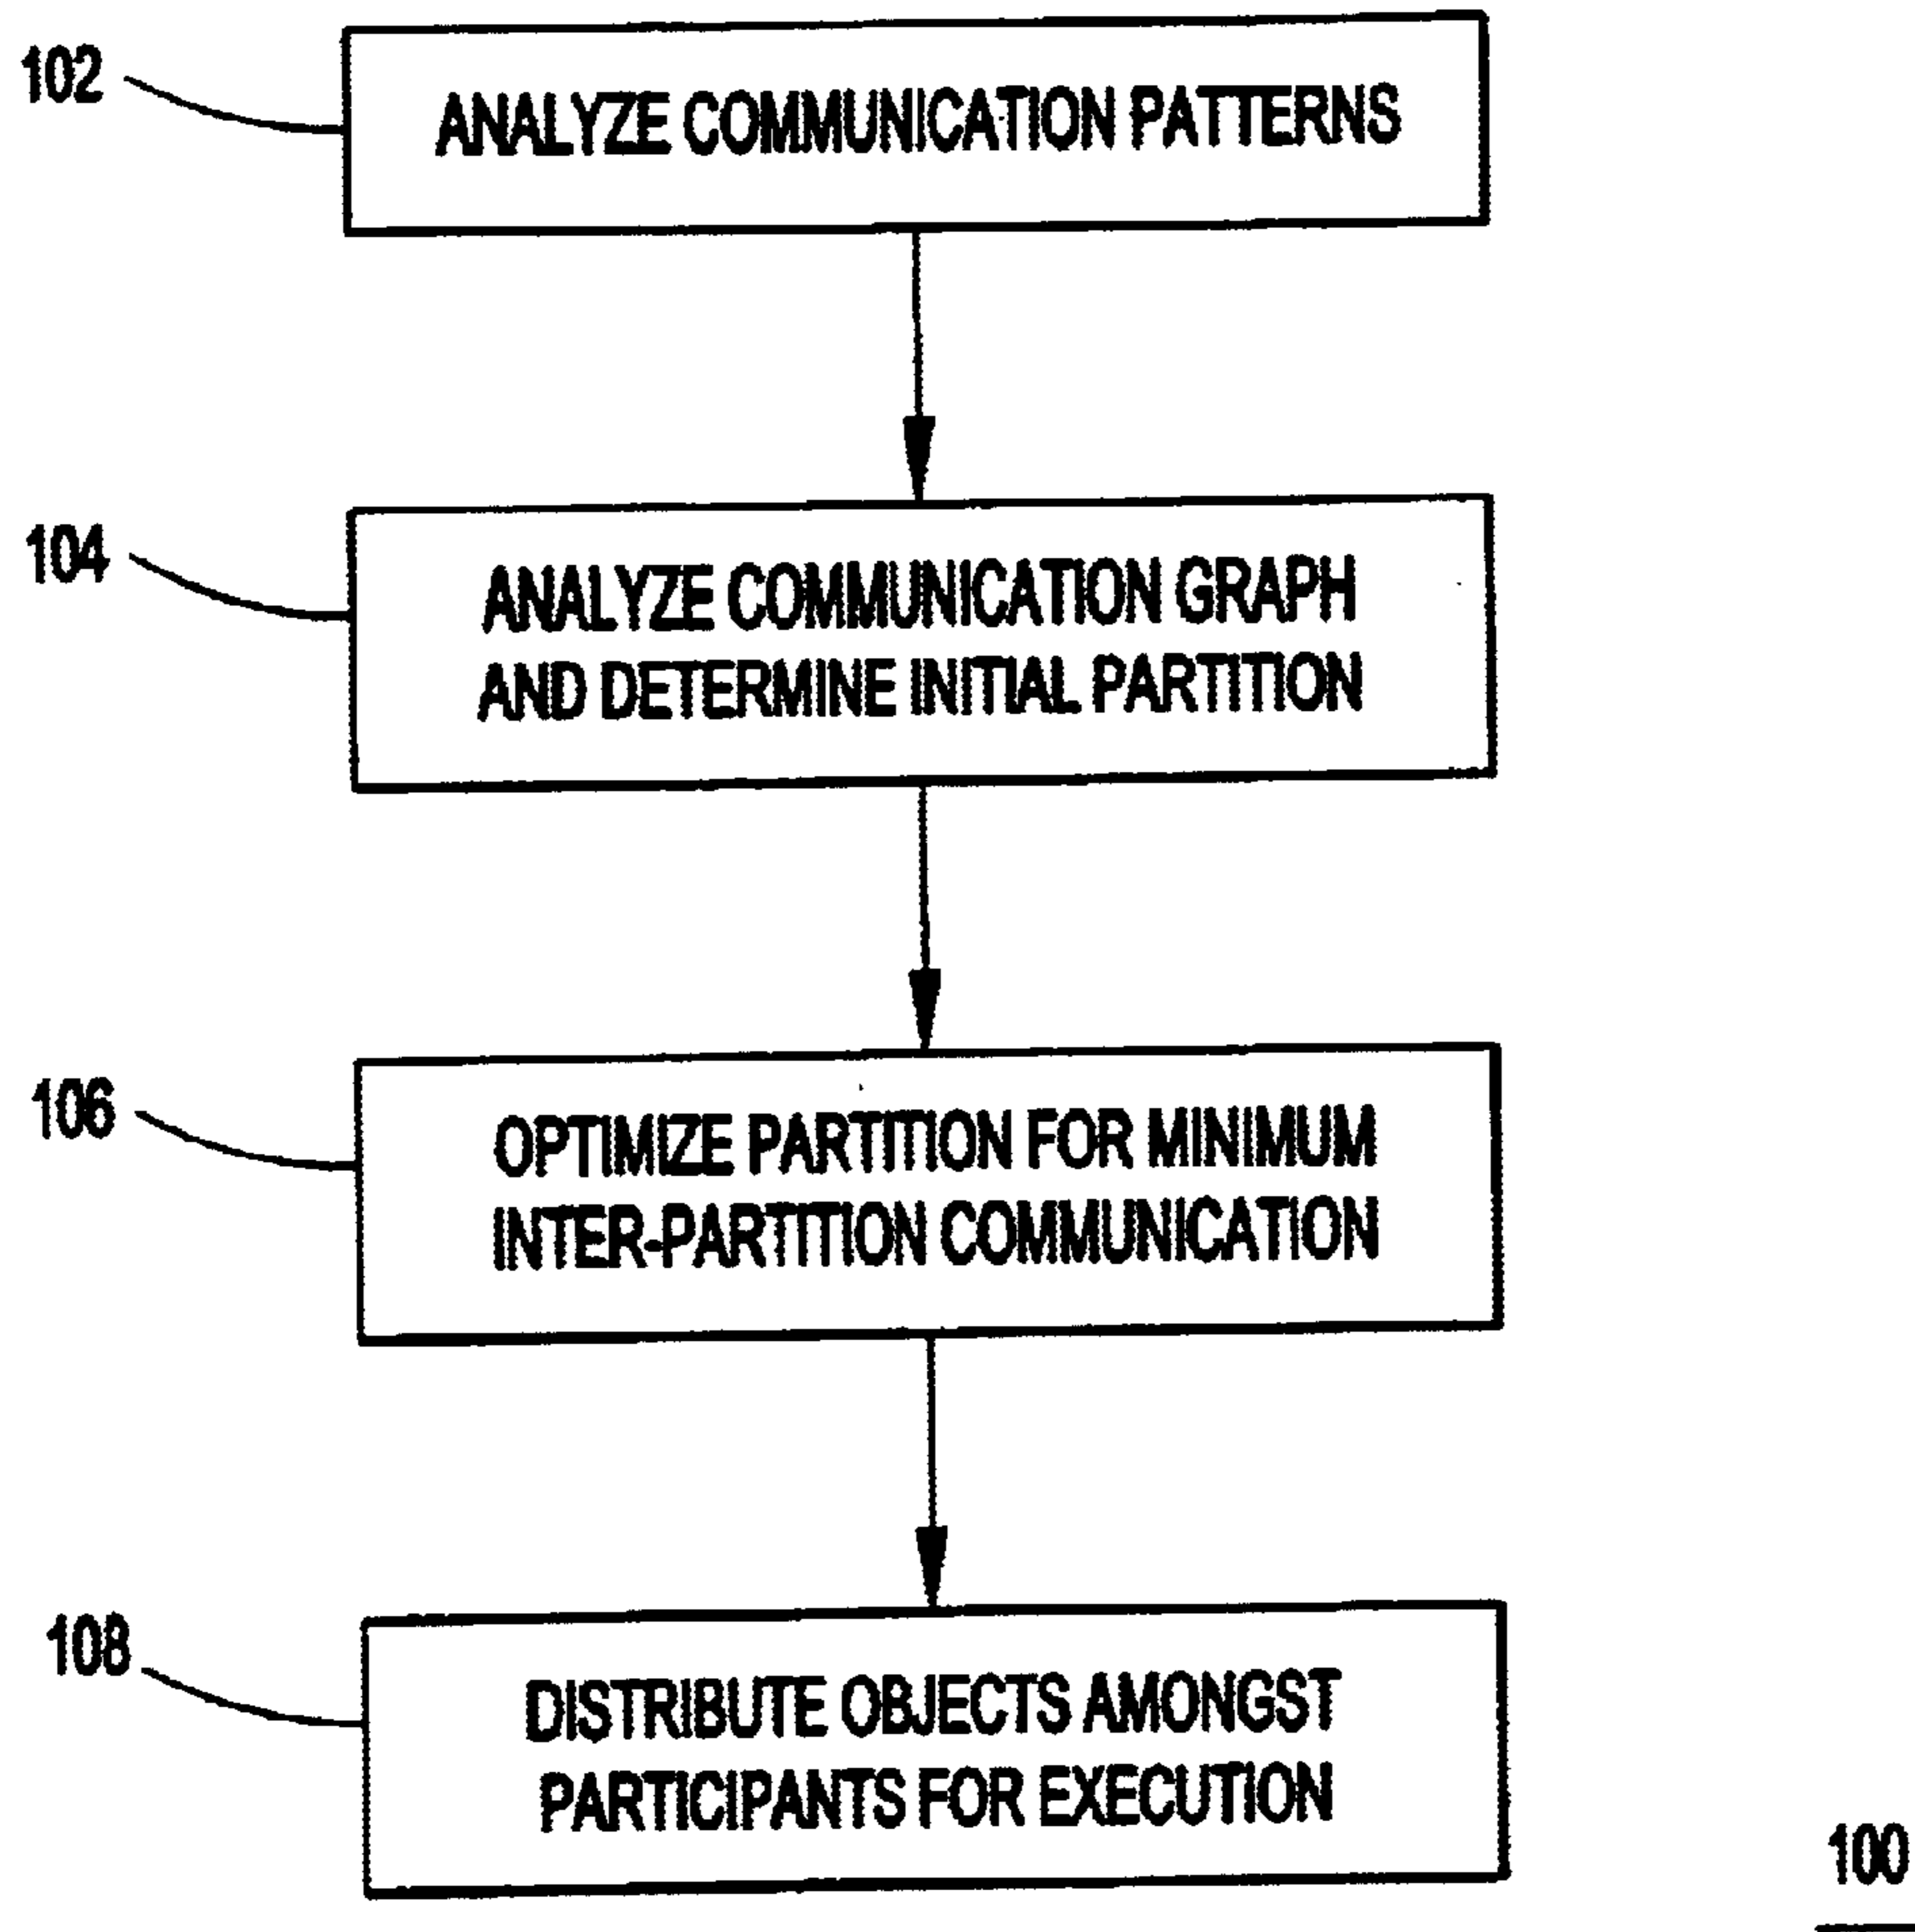 102
ANALYZE COMMUNICATION PATTERNS
104
ANALYZE COMMUNICATION GRAPH
AND DETERMINE INITIAL PARTITION
106
OPTIMIZE PARTITION FOR MINIMUM
INTER-PARTITION COMMUNICATION
108
DISTRIBUTE OBJECTS AMONGST
PARTICIPANTS FOR EXECUTION
100